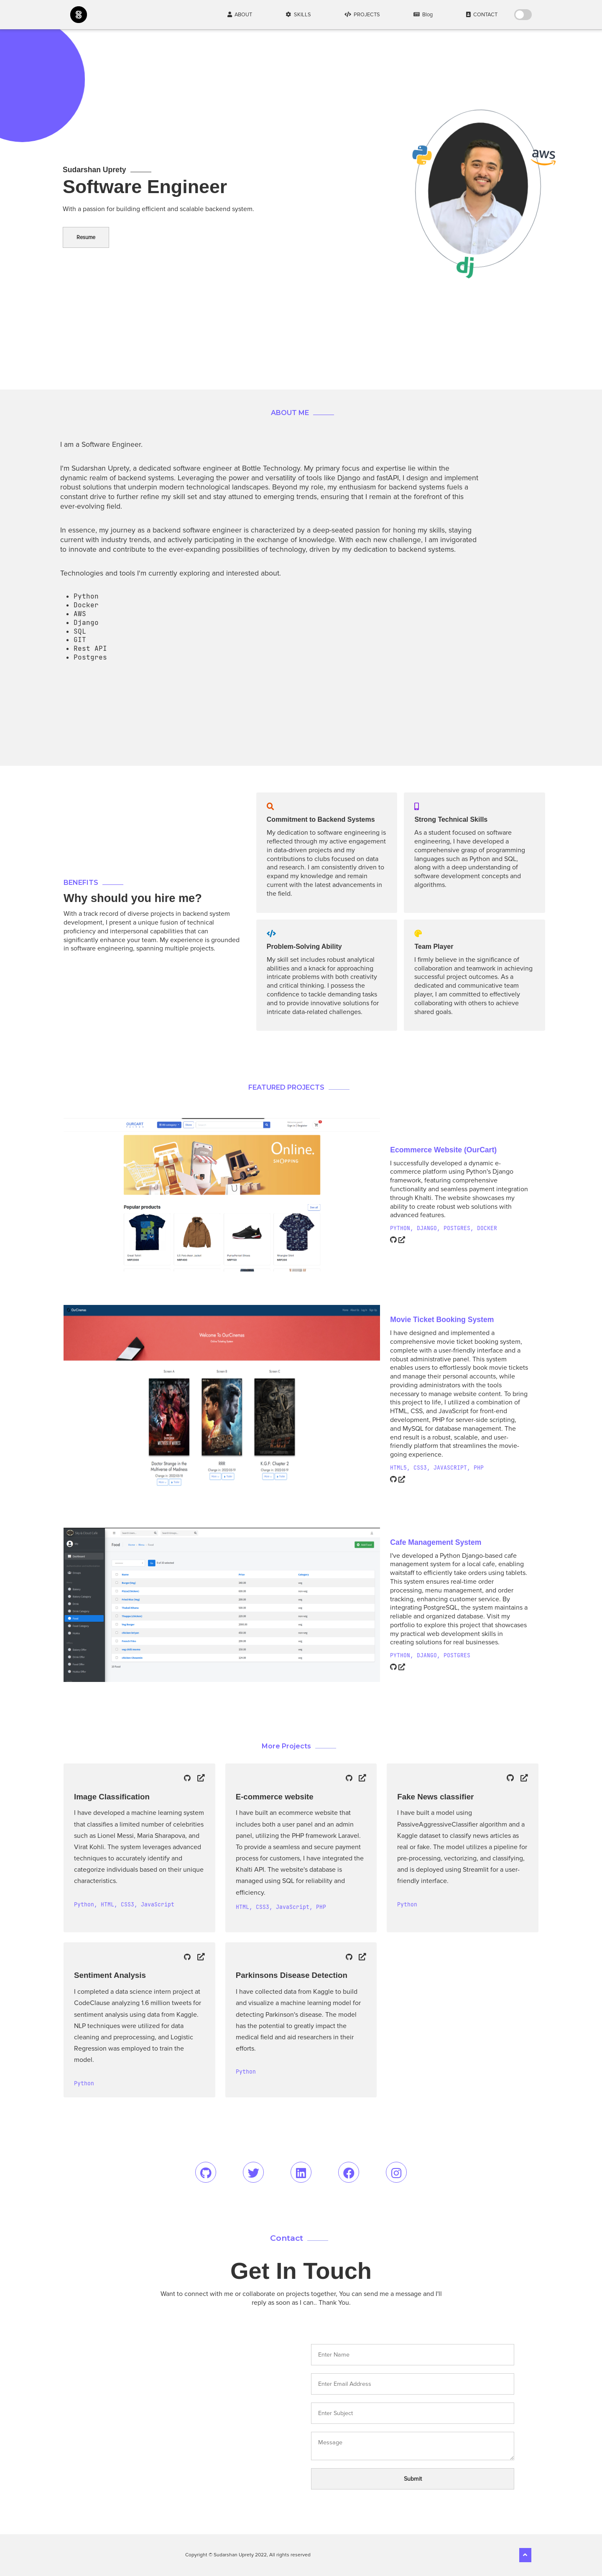 ABOUT
SKILLS
PROJECTS
Blog
CONTACT
Sudarshan Uprety
Software Engineer
With a passion for building efficient and scalable backend system.
Resume
aws
dj
ABOUT ME
I am a Software Engineer.
I'm Sudarshan Uprety, a dedicated software engineer at Bottle Technology. My primary focus and expertise lie within the
dynamic realm of backend systems. Leveraging the power and versatility of tools like Django and fastAPI, I design and implement
robust solutions that underpin modern technological landscapes. Beyond my role, my enthusiasm for backend systems fuels a
constant drive to further refine my skill set and stay attuned to emerging trends, ensuring that I remain at the forefront of this
ever-evolving field.
In essence, my journey as a backend software engineer is characterized by a deep-seated passion for honing my skills, staying
current with industry trends, and actively participating in the exchange of knowledge. With each new challenge, I am invigorated
to innovate and contribute to the ever-expanding possibilities of technology, driven by my dedication to backend systems.
Technologies and tools I'm currently exploring and interested about.
Python
Docker
AWS
Django
SQL
GIT
Rest API
Postgres
BENEFITS
Why should you hire me?
With a track record of diverse projects in backend system
development, I present a unique fusion of technical
proficiency and interpersonal capabilities that can
significantly enhance your team. My experience is grounded
in software engineering, spanning multiple projects.
Commitment to Backend Systems
My dedication to software engineering is
reflected through my active engagement
in data-driven projects and my
contributions to clubs focused on data
and research. I am consistently driven to
expand my knowledge and remain
current with the latest advancements in
the field.
Strong Technical Skills
As a student focused on software
engineering, I have developed a
comprehensive grasp of programming
languages such as Python and SQL,
along with a deep understanding of
software development concepts and
algorithms.
Problem-Solving Ability
My skill set includes robust analytical
abilities and a knack for approaching
intricate problems with both creativity
and critical thinking. I possess the
confidence to tackle demanding tasks
and to provide innovative solutions for
intricate data-related challenges.
Team Player
I firmly believe in the significance of
collaboration and teamwork in achieving
successful project outcomes. As a
dedicated and communicative team
player, I am committed to effectively
collaborating with others to achieve
shared goals.
FEATURED PROJECTS
OURCART
Online.
SHOPPING
Popular products
Ecommerce Website (OurCart)
I successfully developed a dynamic e-
commerce platform using Python's Django
framework, featuring comprehensive
functionality and seamless payment integration
through Khalti. The website showcases my
ability to create robust web solutions with
advanced features.
PYTHON, DJANGO, POSTGRES, DOCKER
OurCinemas
Welcome To OurCinemas
Screen A
Screen B
Screen C
Doctor Strange in the
Multiverse of Madness
RRR
K.G.F: Chapter 2
Movie Ticket Booking System
I have designed and implemented a
comprehensive movie ticket booking system,
complete with a user-friendly interface and a
robust administrative panel. This system
enables users to effortlessly book movie tickets
and manage their personal accounts, while
providing administrators with the tools
necessary to manage website content. To bring
this project to life, I utilized a combination of
HTML, CSS, and JavaScript for front-end
development, PHP for server-side scripting,
and MySQL for database management. The
end result is a robust, scalable, and user-
friendly platform that streamlines the movie-
going experience.
HTML5, CSS3, JAVASCRIPT, PHP
Food
Cafe Management System
I've developed a Python Django-based cafe
management system for a local cafe, enabling
waitstaff to efficiently take orders using tablets.
This system ensures real-time order
processing, menu management, and order
tracking, enhancing customer service. By
integrating PostgreSQL, the system maintains a
reliable and organized database. Visit my
portfolio to explore this project that showcases
my practical web development skills in
creating solutions for real businesses.
PYTHON, DJANGO, POSTGRES
More Projects
Image Classification
I have developed a machine learning system
that classifies a limited number of celebrities
such as Lionel Messi, Maria Sharapova, and
Virat Kohli. The system leverages advanced
techniques to accurately identify and
categorize individuals based on their unique
characteristics.
Python, HTML, CSS3, JavaScript
E-commerce website
I have built an ecommerce website that
includes both a user panel and an admin
panel, utilizing the PHP framework Laravel.
To provide a seamless and secure payment
process for customers, I have integrated the
Khalti API. The website's database is
managed using SQL for reliability and
efficiency.
HTML, CSS3, JavaScript, PHP
Fake News classifier
I have built a model using
PassiveAggressiveClassifier algorithm and a
Kaggle dataset to classify news articles as
real or fake. The model utilizes a pipeline for
pre-processing, vectorizing, and classifying,
and is deployed using Streamlit for a user-
friendly interface.
Python
Sentiment Analysis
I completed a data science intern project at
CodeClause analyzing 1.6 million tweets for
sentiment analysis using data from Kaggle.
NLP techniques were utilized for data
cleaning and preprocessing, and Logistic
Regression was employed to train the
model.
Python
Parkinsons Disease Detection
I have collected data from Kaggle to build
and visualize a machine learning model for
detecting Parkinson's disease. The model
has the potential to greatly impact the
medical field and aid researchers in their
efforts.
Python
Contact
Get In Touch
Want to connect with me or collaborate on projects together, You can send me a message and I'll
reply as soon as I can.. Thank You.
Enter Name
Enter Email Address
Enter Subject
Message
Submit
Copyright © Sudarshan Uprety 2022. All rights reserved